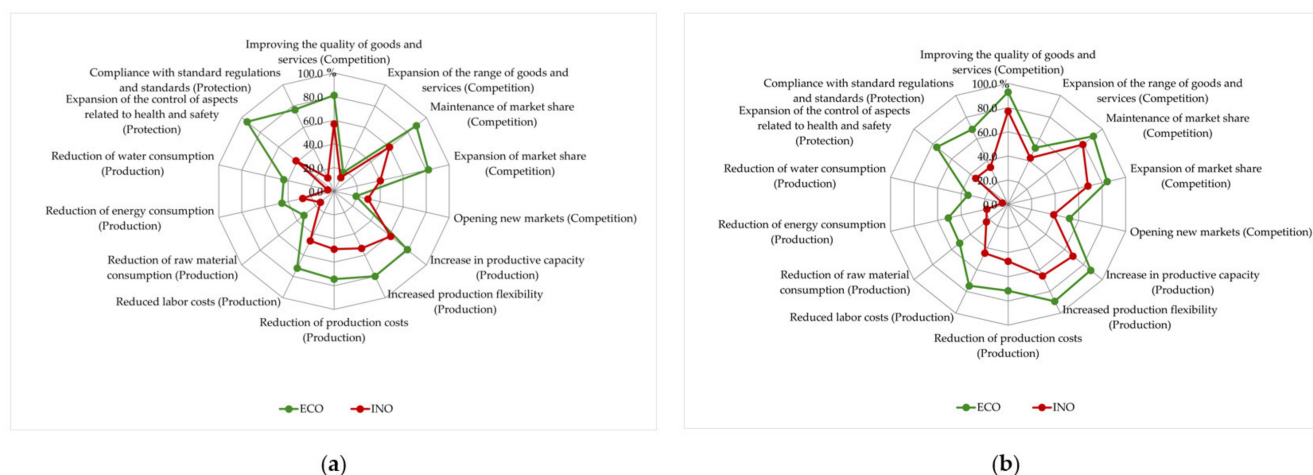 Improving the quality of goods and
services (Competition)
100.0 %
80.0
60.0
40.0
20.0
0.0
Expansion of the range of goods and
services (Competition)
Maintenance of market share
(Competition)
Expansion of market share
(Competition)
Opening new markets (Competition)
Increase in productive capacity
(Production)
Increased production flexibility
(Production)
Reduction of production costs
(Production)
Reduced labor costs (Production)
Reduction of raw material
consumption (Production)
Reduction of energy consumption
(Production)
Reduction of water consumption
(Production)
Expansion of the control of aspects
related to health and safety
(Protection)
Compliance with standard regulations
and standards (Protection)
ECO
INO
(a)
Improving the quality of goods and
services (Competition)
100.0 %
80.0
60.0
40.0
20.0
0.0
Expansion of the range of goods and
services (Competition)
Maintenance of market share
(Competition)
Expansion of market share
(Competition)
Opening new markets (Competition)
Increase in productive capacity
(Production)
Increased production flexibility
(Production)
Reduction of production costs
(Production)
Reduced labor costs (Production)
Reduction of raw material
consumption (Production)
Reduction of energy consumption
(Production)
Reduction of water consumption
(Production)
Expansion of the control of aspects
related to health and safety
(Protection)
Compliance with standard regulations
and standards (Protection)
ECO
INO
(b)